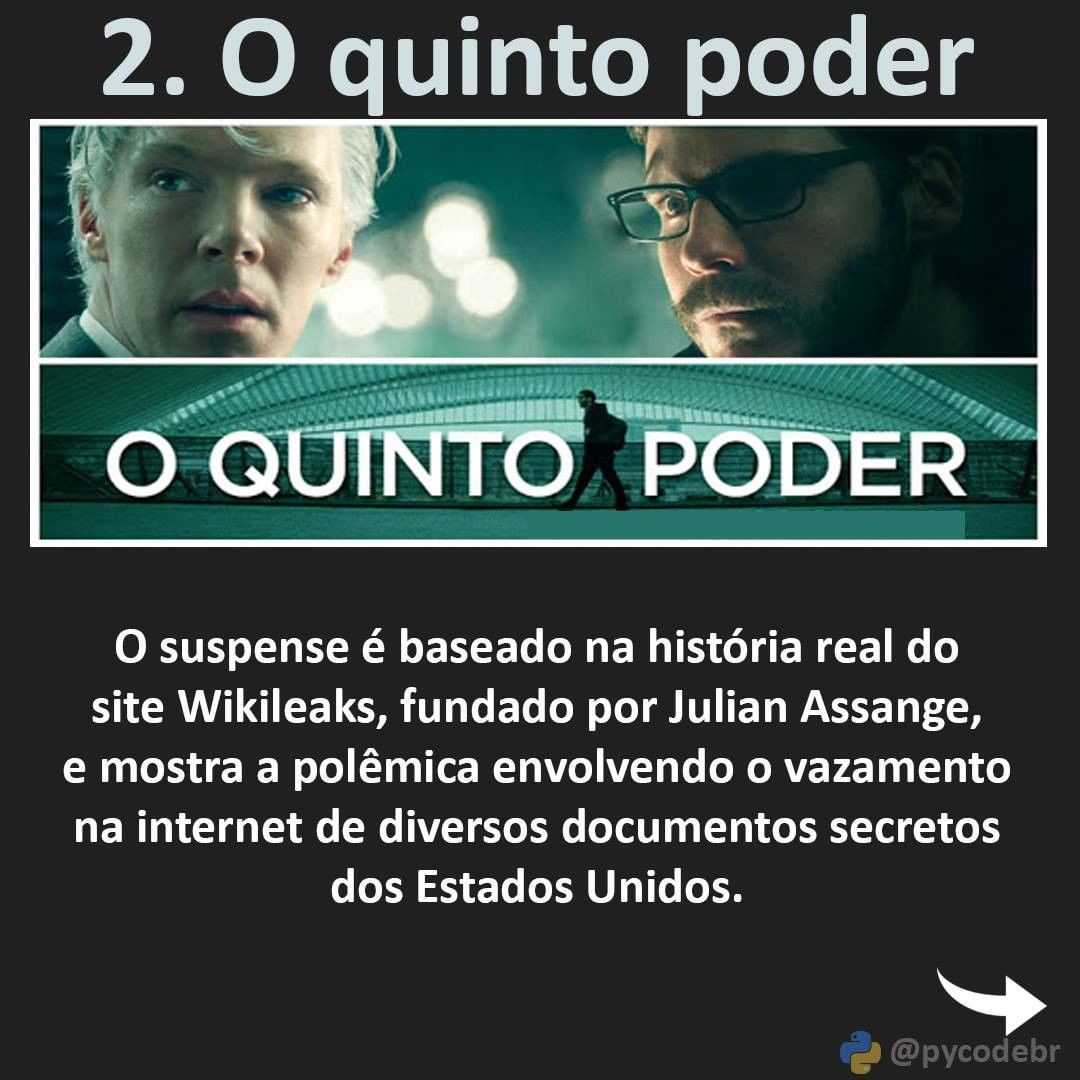 2. O quinto poder
O QUINTO PODER
O suspense é baseado na história real do
site Wikileaks, fundado por Julian Assange,
e mostra a polêmica envolvendo o vazamento
na internet de diversos documentos secretos
dos Estados Unidos.
@pycodebr